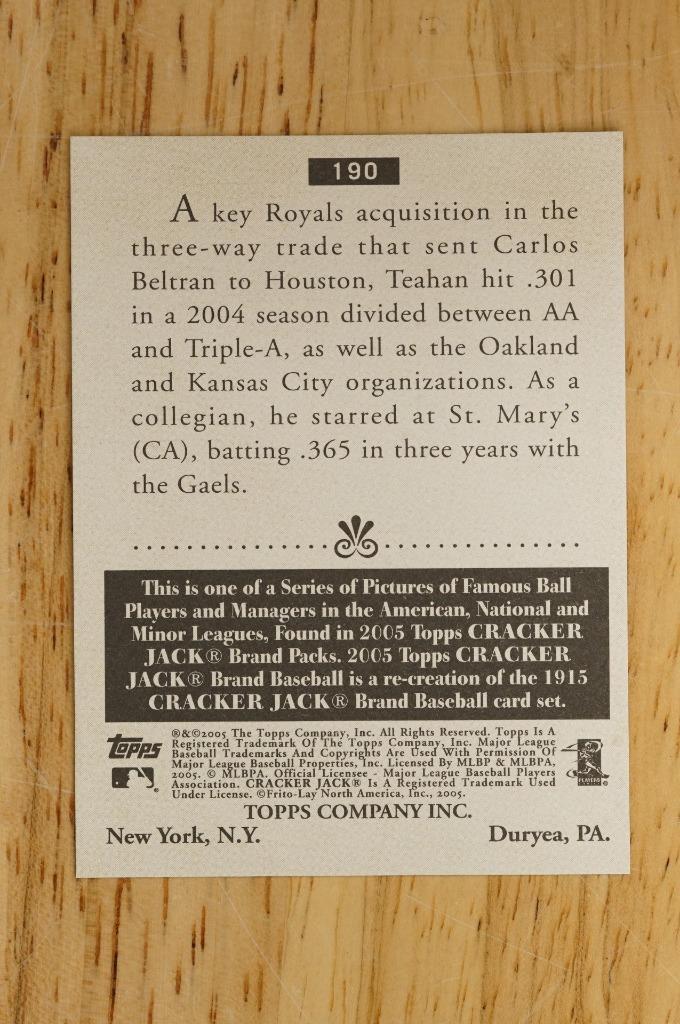 190
A key Royals acquisition in the
three-way trade that sent Carlos
Beltran to Houston, Teahan hit .301
in a 2004 season divided between AA
and Triple-A, as well as the Oakland
and Kansas City organizations. As a
collegian, he starred at St. Mary's
(CA), batting .365 in three years with
the Gaels.
This is one of a Series of Pictures of Famous Ball
Players and Managers in the American, National and
Minor Leagues, Found in 2005 Topps CRACKER
JACK® Brand Packs. 2005 Topps CRACKER
JACK® Brand Baseball is a re-creation of the 1915
CRACKER JACK® Brand Baseball card set.
Topps
®&©2005 The Topps Company, Inc. All Rights Reserved. Topps Is A
Registered Trademark Of The Topps Company, Inc. Major League
Baseball Trademarks And Copyrights Are Used With Permission Of
Major League Baseball Properties, Inc. Licensed By MLBP & MLBPA,
2005. © MLBPA. Official Licensee - Major League Baseball Players
Association. CRACKER JACK® Is A Registered Trademark Used
Under License. ©Frito-Lay North America, Inc., 2005.
PLAYERS
TOPPS COMPANY INC.
New York, N.Y. Duryea, PA.